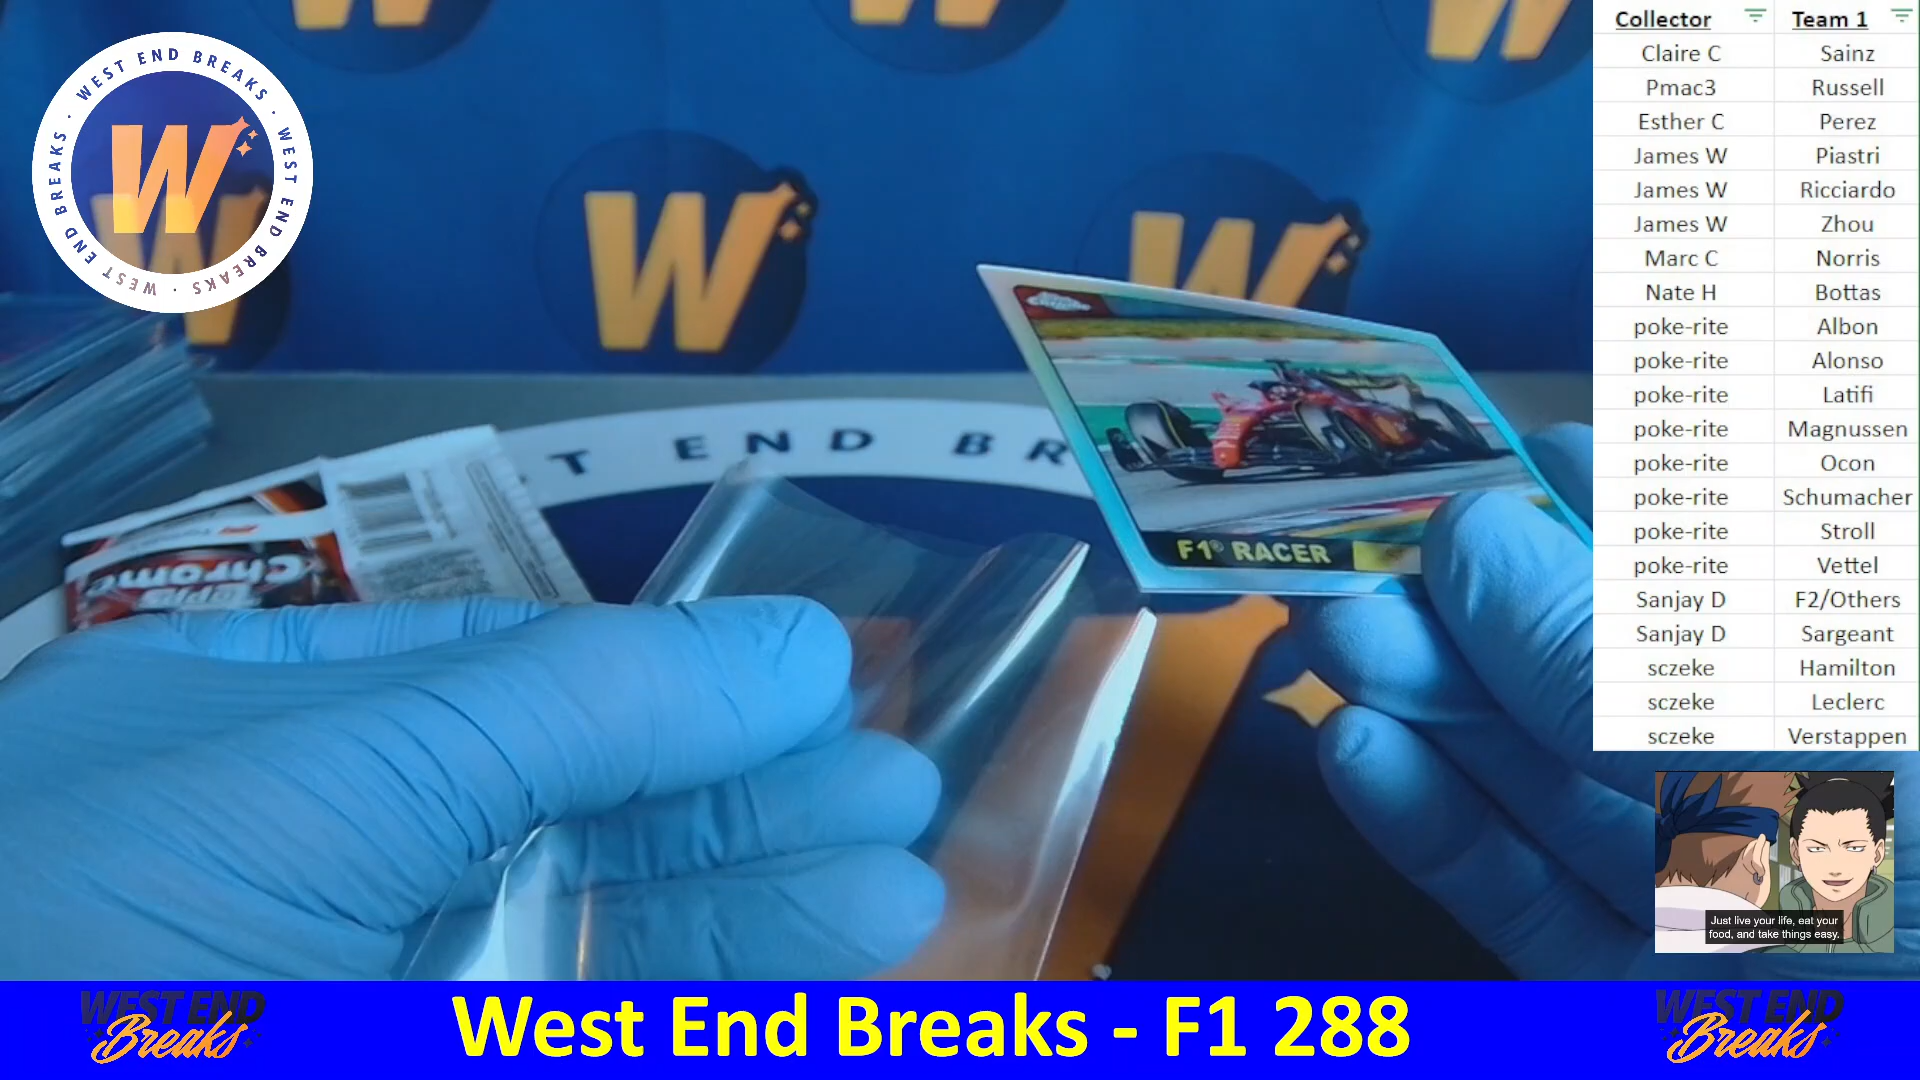 · WEST END BREAKS · WEST END BREAKS · WEST END BREAKS
W
W
W
T END BR
Chrome
F1® RACER
Collector Team 1
Claire C Sainz
Pmac3 Russell
Esther C Perez
James W Piastri
James W Ricciardo
James W Zhou
Marc C Norris
Nate H Bottas
poke-rite Albon
poke-rite Alonso
poke-rite Latifi
poke-rite Magnussen
poke-rite Ocon
poke-rite Schumacher
poke-rite Stroll
poke-rite Vettel
Sanjay D F2/Others
Sanjay D Sargeant
sczeke Hamilton
sczeke Leclerc
sczeke Verstappen
Just live your life, eat your
food, and take things easy.
WEST END
Breaks
West End Breaks - F1 288
WEST END
Breaks